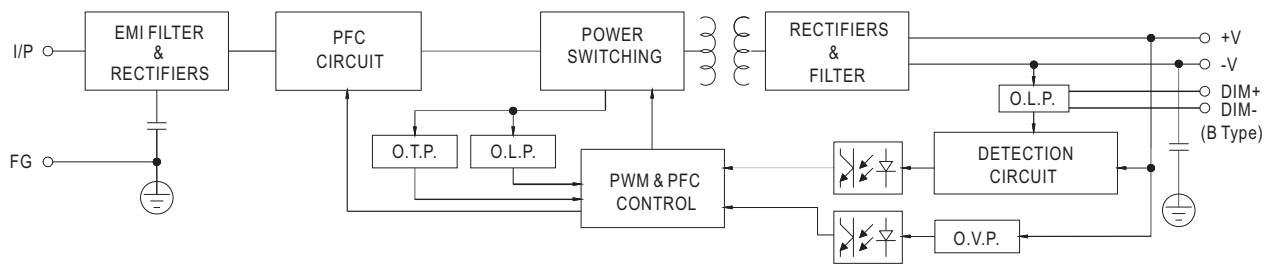 I/P
EMI FILTER
&
RECTIFIERS
PFC
CIRCUIT
POWER
SWITCHING
RECTIFIERS
&
FILTER
+V
-V
DIM+
DIM-
(B Type)
O.L.P.
FG
O.T.P.
O.L.P.
PWM & PFC
CONTROL
DETECTION
CIRCUIT
O.V.P.